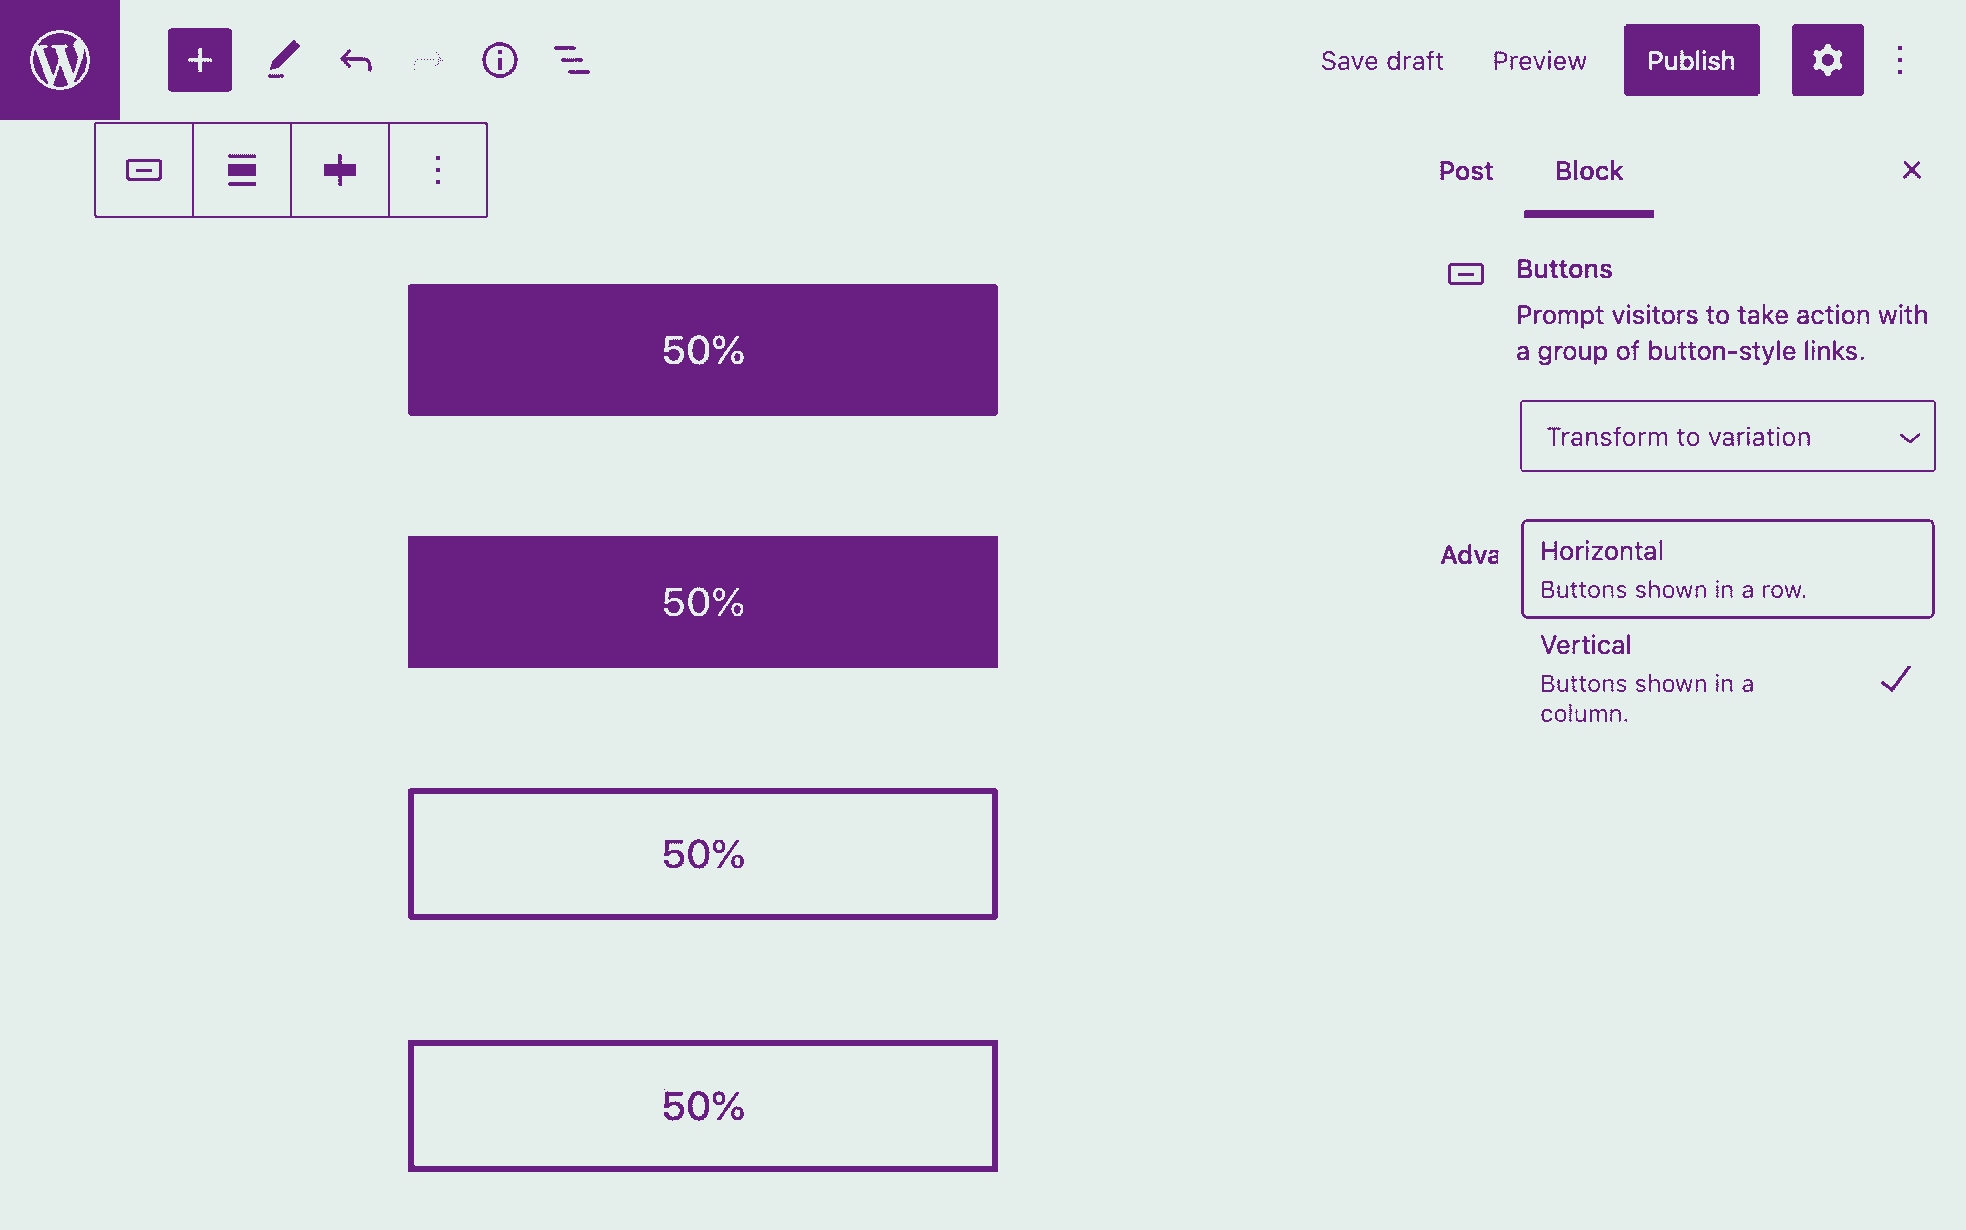 Save draft
Preview
Publish
Post
Block
Buttons
Prompt visitors to take action with
a group of button-style links.
Transform to variation
Adva
Horizontal
Buttons shown in a row.
Vertical
Buttons shown in a
column.
50%
50%
50%
50%